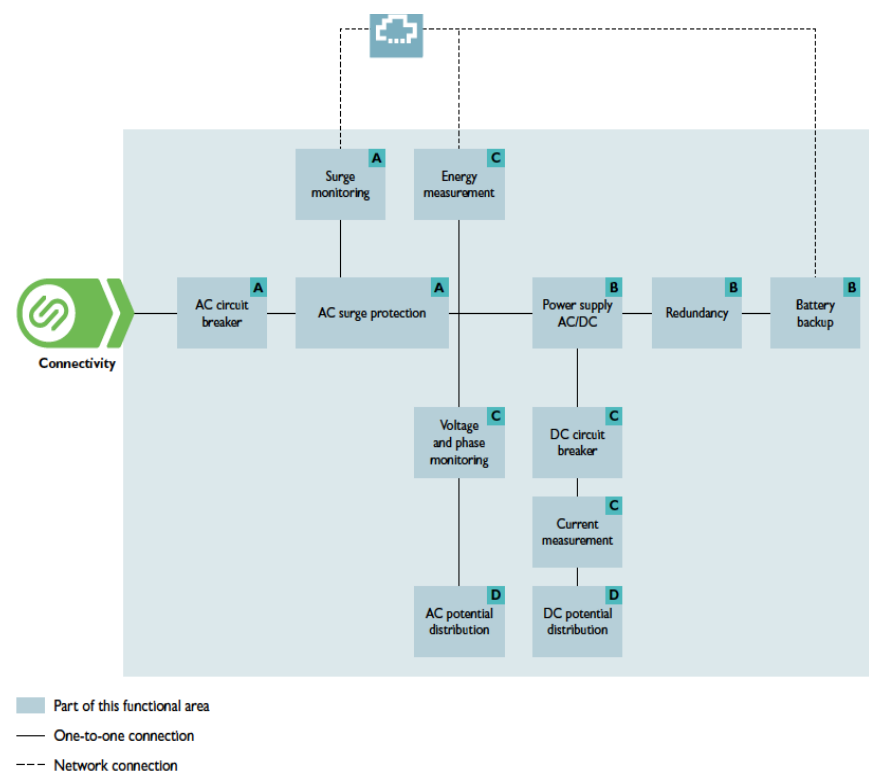 A
Surge
monitoring
C
Energy
measurement
Connectivity
A
AC circuit
breaker
A
AC surge protection
B
Power supply
AC/DC
B
Redundancy
B
Battery
backup
C
Voltage
and phase
monitoring
C
DC circuit
breaker
C
Current
measurement
D
AC potential
distribution
D
DC potential
distribution
Part of this functional area
One-to-one connection
Network connection